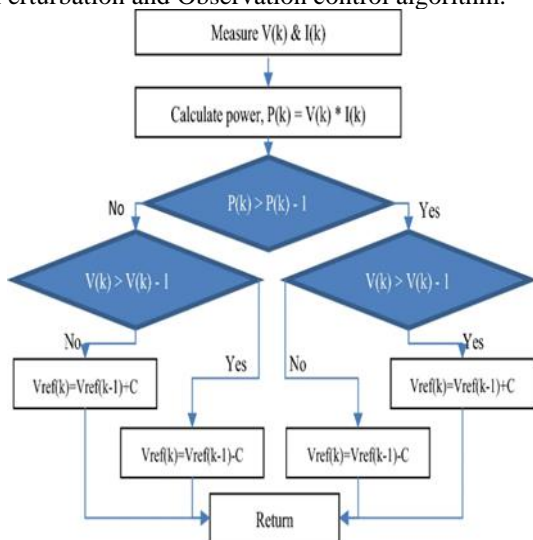 Perturbation and Observation control algorithm.
Measure V(k) & I(k)
Calculate power, P(k) = V(k) * I(k)
P(k) > P(k) - 1
No
Yes
V(k) > V(k) - 1
V(k) > V(k) - 1
No
Yes
No
Yes
Vref(k)=Vref(k-1)+C
Vref(k)=Vref(k-1)+C
Vref(k)=Vref(k-1)-C
Vref(k)=Vref(k-1)-C
Return